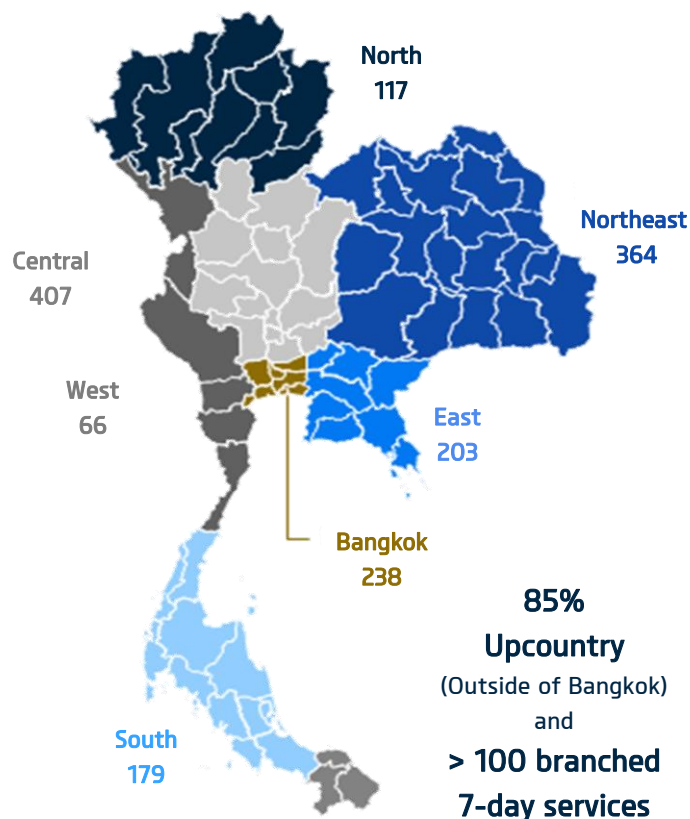 North
117
Northeast
364
Central
407
West
66
East
203
Bangkok
238
85%
Upcountry
(Outside of Bangkok)
and
> 100 branched
7-day services
South
179